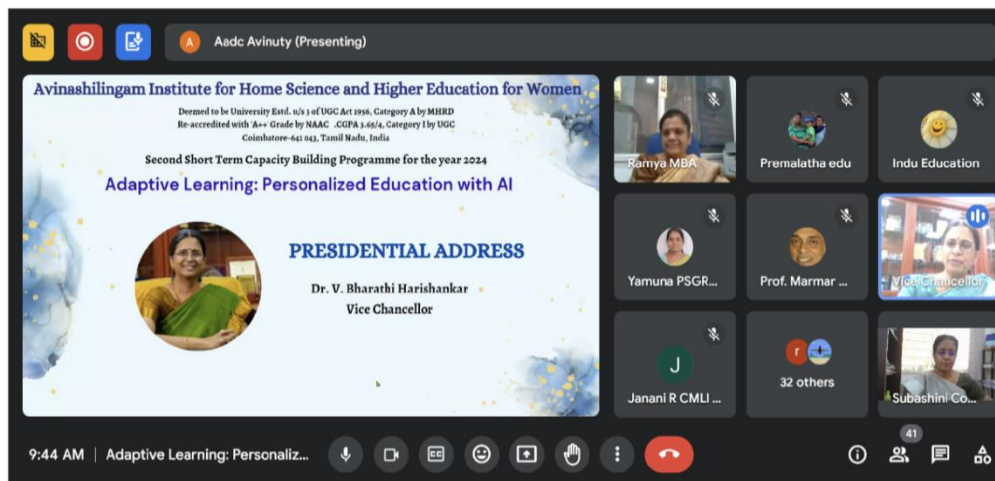 A Aadc Avinuty (Presenting)
Avinashilingam Institute for Home Science and Higher Education for Women
Deemed to be University Estd. u/s 3 of UGC Act 1956, Category A by MHRD
Re-accredited with 'A++' Grade by NAAC .CGPA 3.65/4, Category I by UGC
Coimbatore-641 043, Tamil Nadu, India
Second Short Term Capacity Building Programme for the year 2024
Adaptive Learning: Personalized Education with AI
PRESIDENTIAL ADDRESS
Dr. V. Bharathi Harishankar
Vice Chancellor
Ramya MBA
Premalatha edu
Indu Education
Yamuna PSGR...
Prof. Marmar ...
Vice Chancellor
J
Janani R CMLI ...
r
32 others
Subashini Co...
9:44 AM | Adaptive Learning: Personaliz...
CC
41